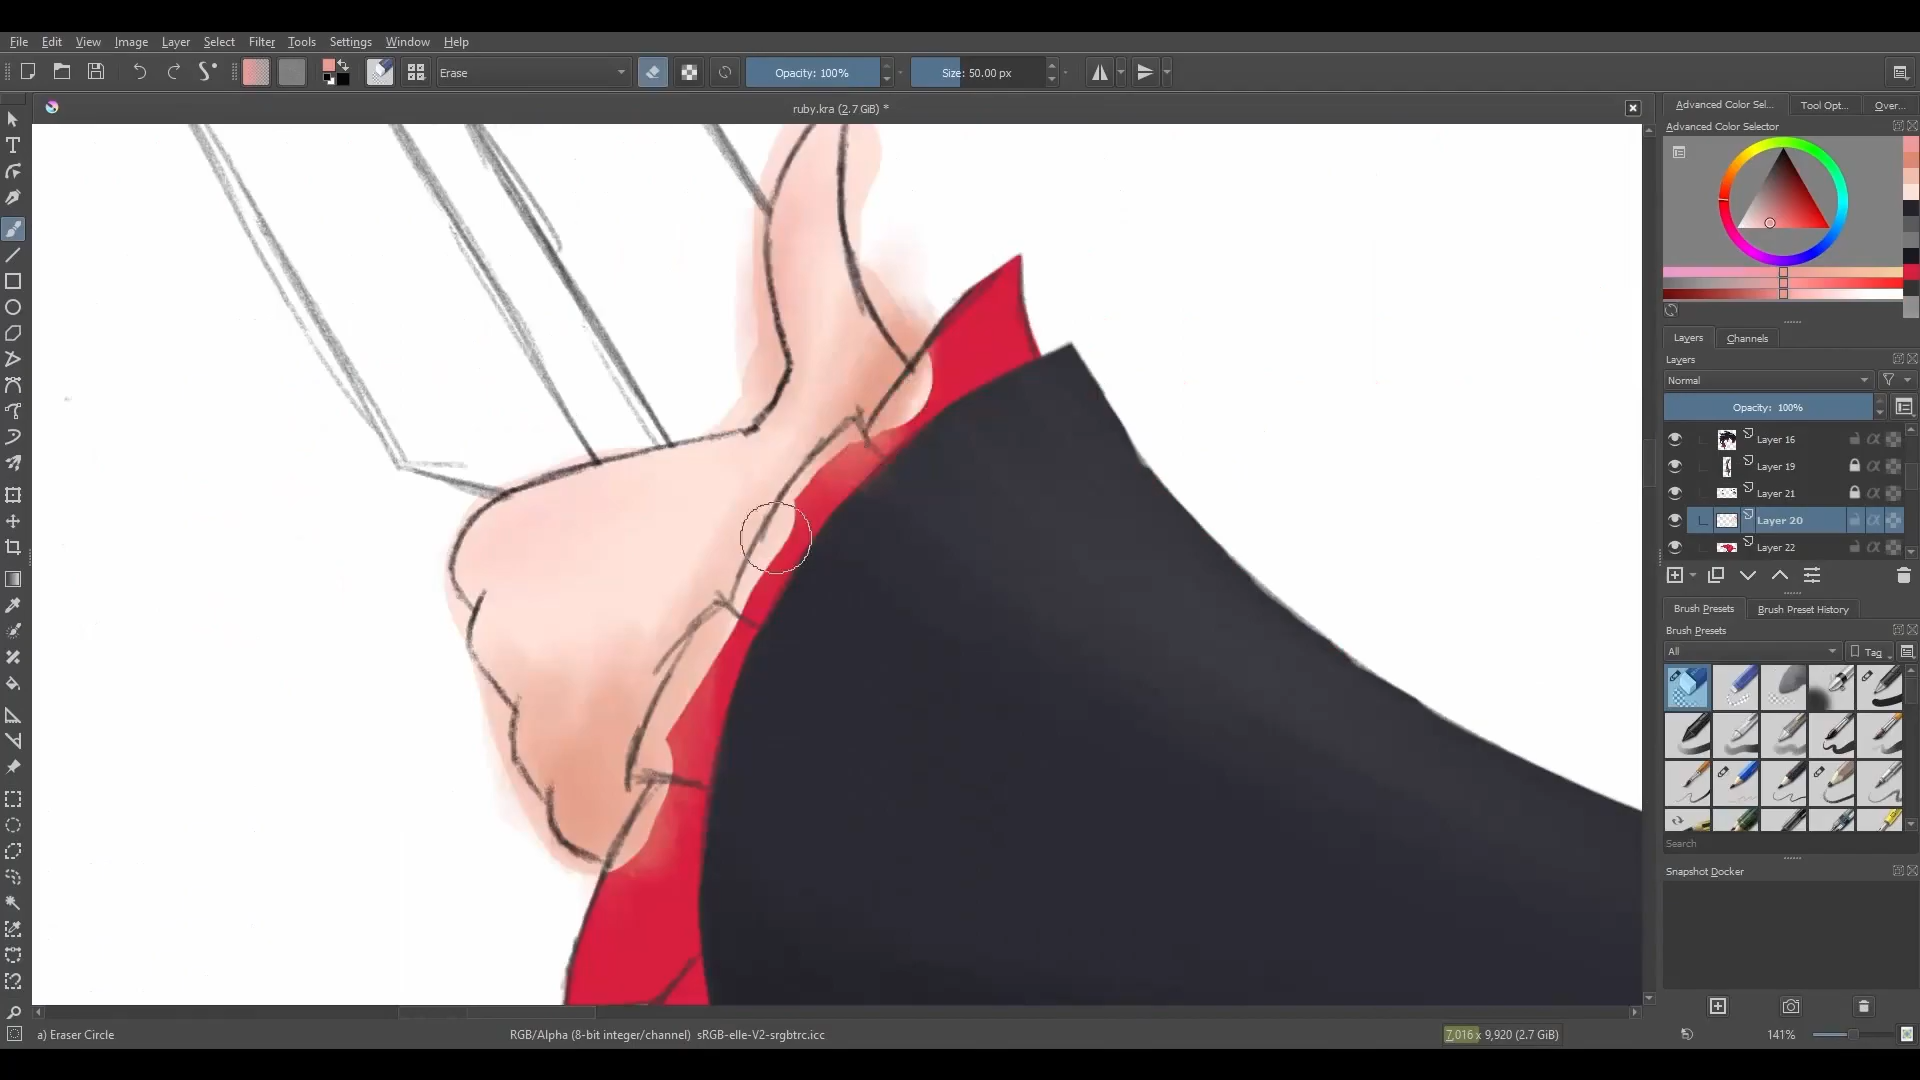 File Edit View Image Layer Select Filter Tools Settings Window Help
Erase Opacity: 100% Size: 50.00 px
ruby.kra (2.7 GiB) *
Advanced Color Sel... Tool Opt... Over...
Advanced Color Selector
Layers Channels
Layers
Normal
Opacity: 100%
Layer 16
Layer 19
Layer 21
Layer 20
Layer 22
Brush Presets Brush Preset History
Brush Presets
All Tag
Search
Snapshot Docker
a) Eraser Circle RGB/Alpha (8-bit integer/channel) sRGB-elle-V2-srgbtrc.icc 7,016 x 9,920 (2.7 GiB) 141%